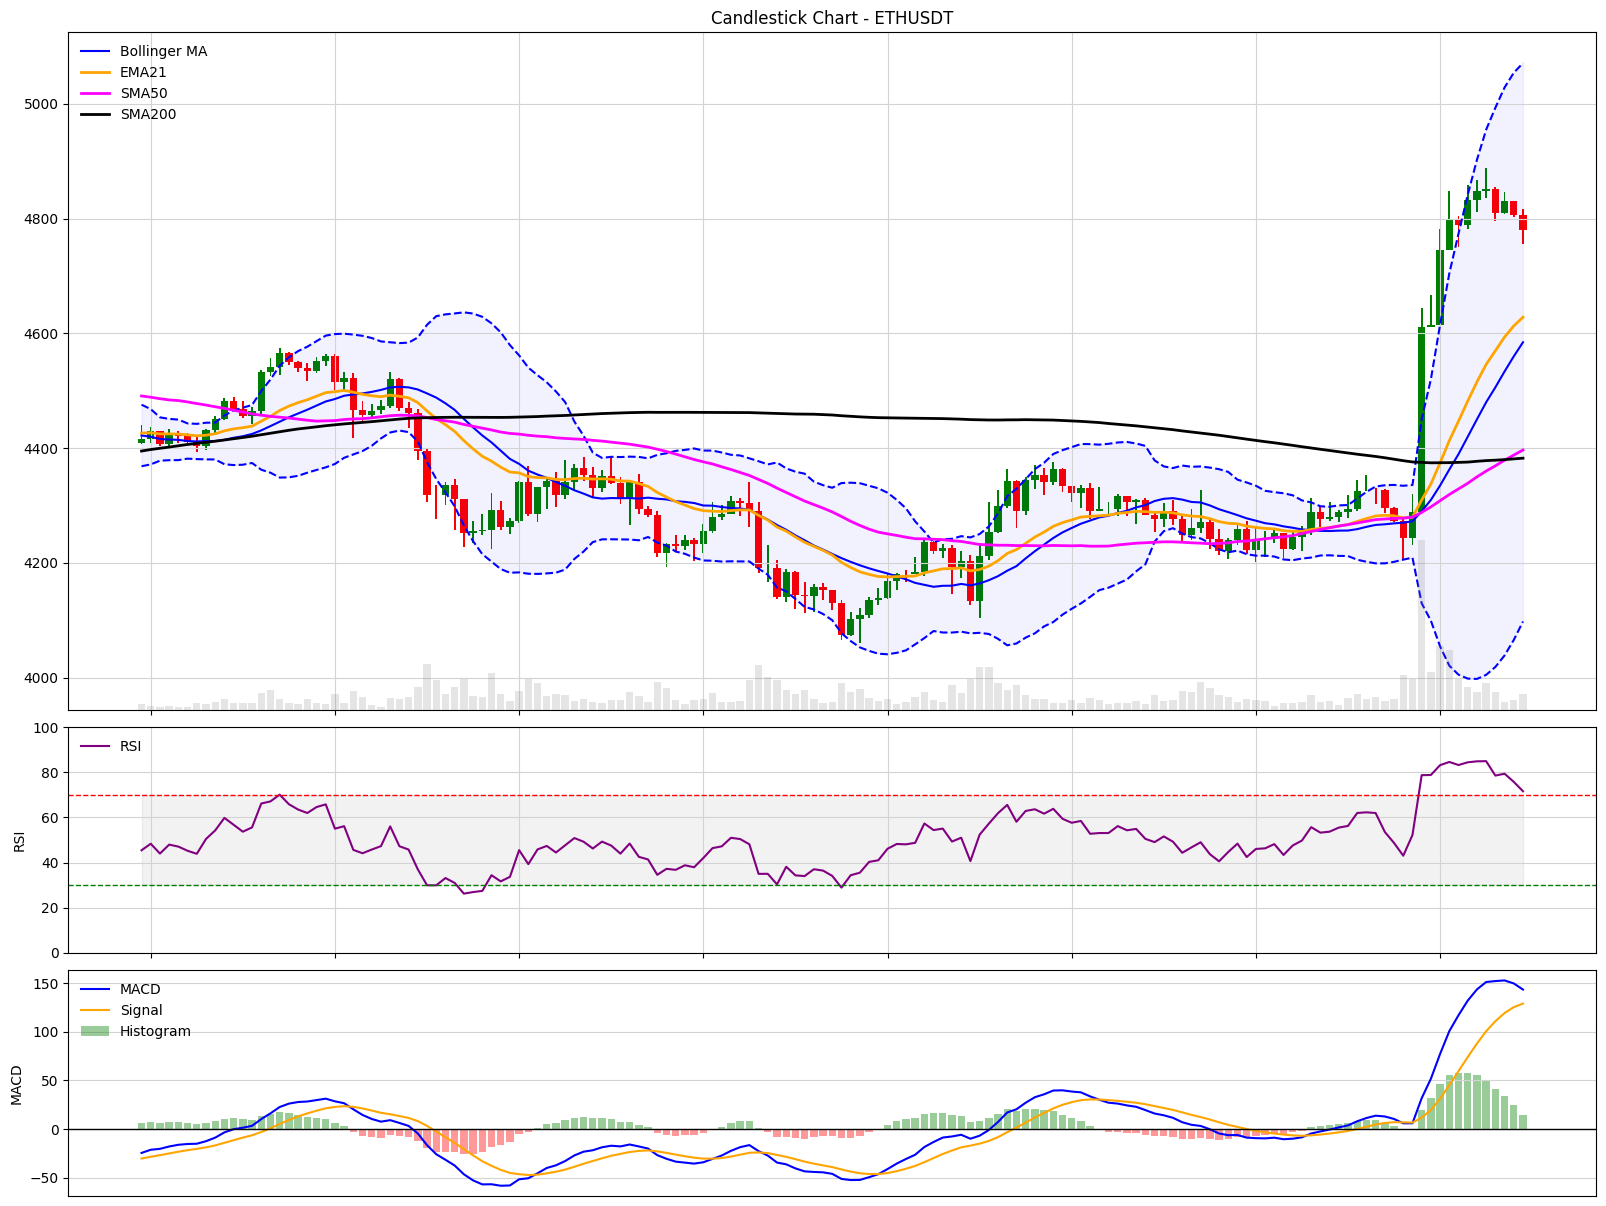 Candlestick Chart - ETHUSDT
Bollinger MA
EMA21
SMA50
SMA200
5000
4800
4600
4400
4200
4000
RSI
100
80
60
40
20
0
RSI
MACD
Signal
Histogram
150
100
50
0
−50
MACD